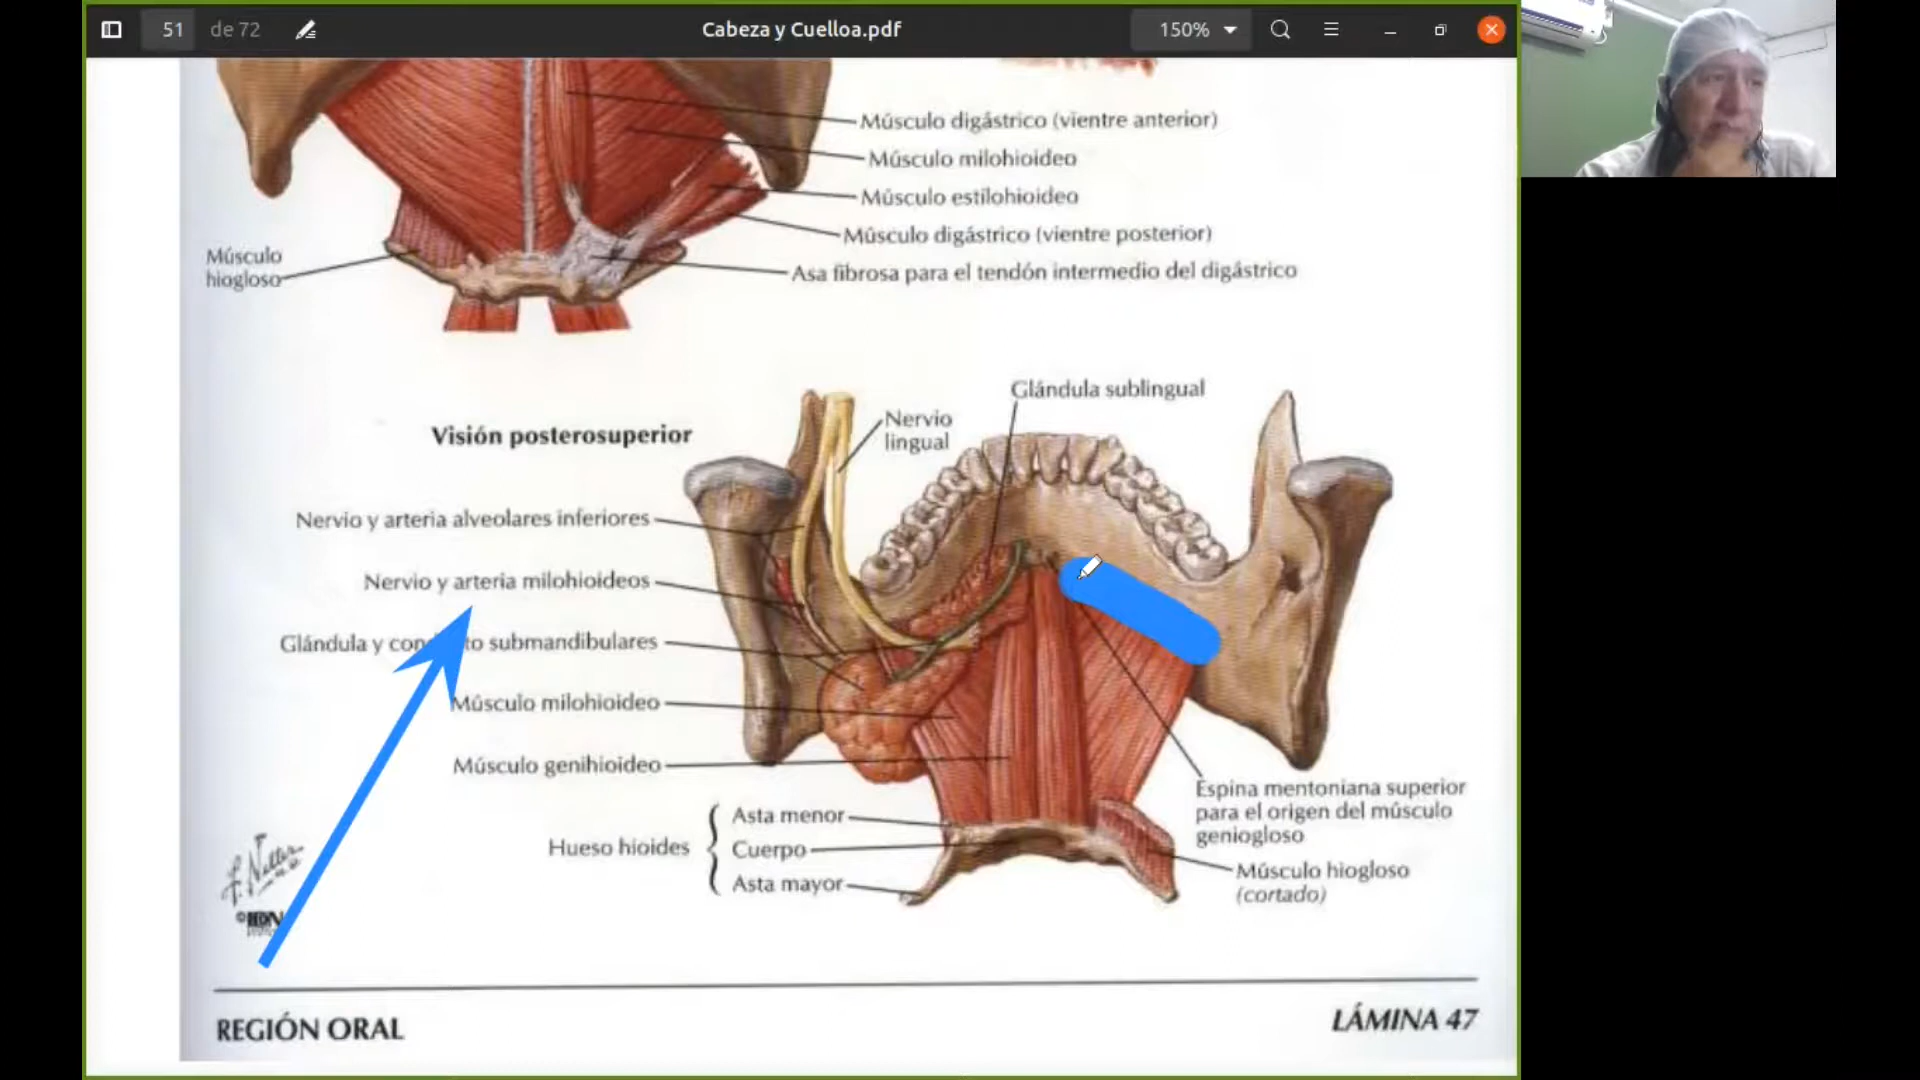 51 de 72
Cabeza y Cuelloa.pdf
150%
Músculo digástrico (vientre anterior)
Músculo milohioideo
Músculo estilohioideo
Músculo digástrico (vientre posterior)
Asa fibrosa para el tendón intermedio del digástrico
Músculo
hiogloso
Visión posterosuperior
Glándula sublingual
Nervio
lingual
Nervio y arteria alveolares inferiores
Nervio y arteria milohioideos
Glándula y conducto submandibulares
Músculo milohioideo
Músculo genihioideo
Hueso hioides
Asta menor
Cuerpo
Asta mayor
Espina mentoniana superior
para el origen del músculo
geniogloso
Músculo hiogloso
(cortado)
F. Netter
REGIÓN ORAL
LÁMINA 47